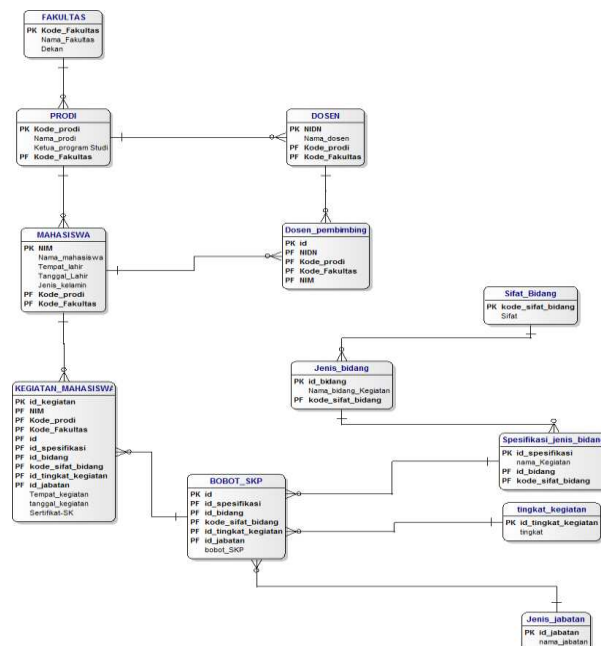 FAKULTAS
PK Kode_Fakultas
Nama_Fakultas
Dekan
PRODI
PK Kode_prodi
Nama_prodi
Ketua_program Studi
PF Kode_Fakultas
DOSEN
PK NIDN
Nama_dosen
PF Kode_prodi
PF Kode_Fakultas
MAHASISWA
PK NIM
Nama_mahasiswa
Tempat_lahir
Tanggal_Lahir
Jenis_kelamin
PF Kode_prodi
PF Kode_Fakultas
Dosen_pembimbing
PK id
PF NIDN
PF Kode_prodi
PF Kode_Fakultas
PF NIM
Sifat_Bidang
PK kode_sifat_bidang
Sifat
Jenis_bidang
PK id_bidang
Nama_bidang_Kegiatan
PF kode_sifat_bidang
KEGIATAN_MAHASISWA
PK id_kegiatan
PF NIM
PF Kode_prodi
PF Kode_Fakultas
PF id
PF id_spesifikasi
PF id_bidang
PF kode_sifat_bidang
PF id_tingkat_kegiatan
PF id_jabatan
Tempat_kegiatan
tanggal_kegiatan
Sertifikat-SK
Spesifikasi_jenis_bidang
PK id_spesifikasi
nama_Kegiatan
PF id_bidang
PF kode_sifat_bidang
BOBOT_SKP
PK id
PF id_spesifikasi
PF id_bidang
PF kode_sifat_bidang
PF id_tingkat_kegiatan
PF id_jabatan
bobot_SKP
tingkat_kegiatan
PK id_tingkat_kegiatan
tingkat
Jenis_jabatan
PK id_jabatan
nama_jabatan